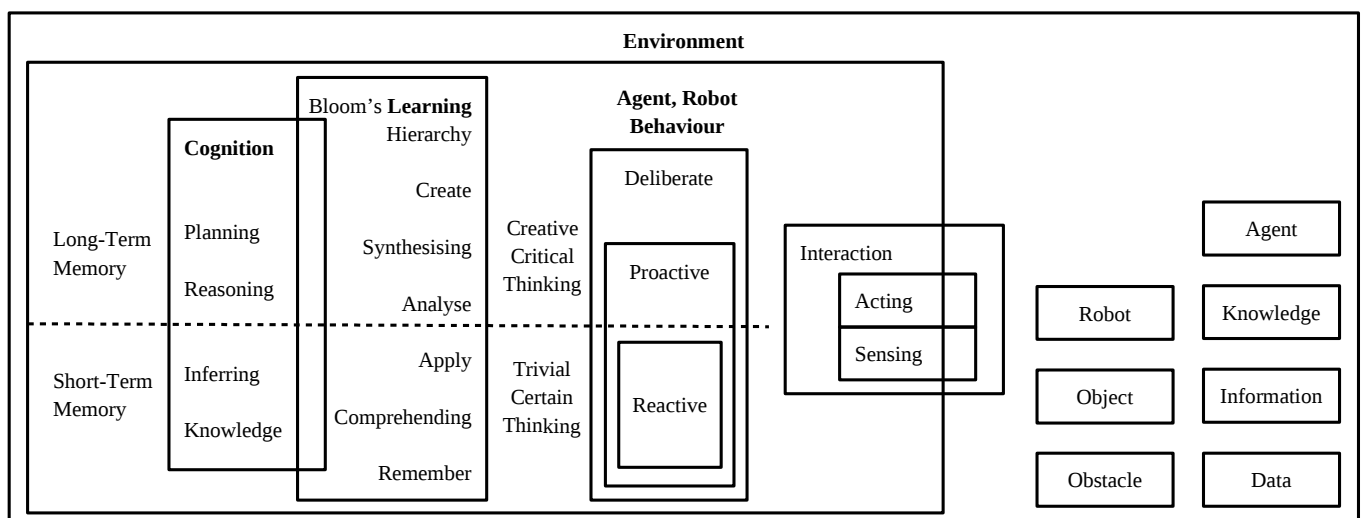 Environment
Bloom's Learning
Hierarchy
Agent, Robot
Behaviour
Cognition
Deliberate
Create
Planning
Long-Term
Memory
Synthesising
Creative
Critical
Thinking
Proactive
Interaction
Reasoning
Analyse
Acting
Sensing
Agent
Robot
Knowledge
Short-Term
Memory
Inferring
Apply
Trivial
Certain
Thinking
Reactive
Object
Information
Knowledge
Comprehending
Remember
Obstacle
Data